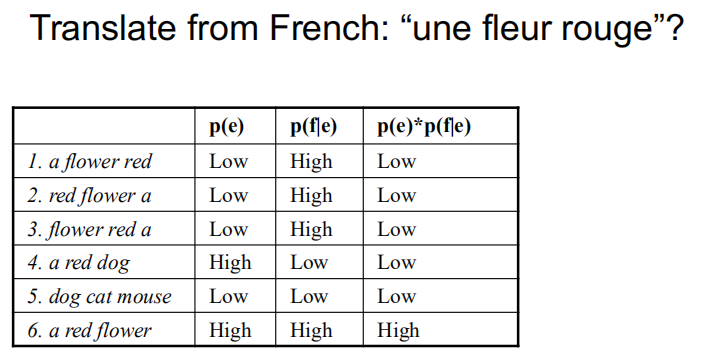 Translate from French: “une fleur rouge”?
p(e) p(f|e) p(e)*p(f|e)
1. a flower red Low High Low
2. red flower a Low High Low
3. flower red a Low High Low
4. a red dog High Low Low
5. dog cat mouse Low Low Low
6. a red flower High High High